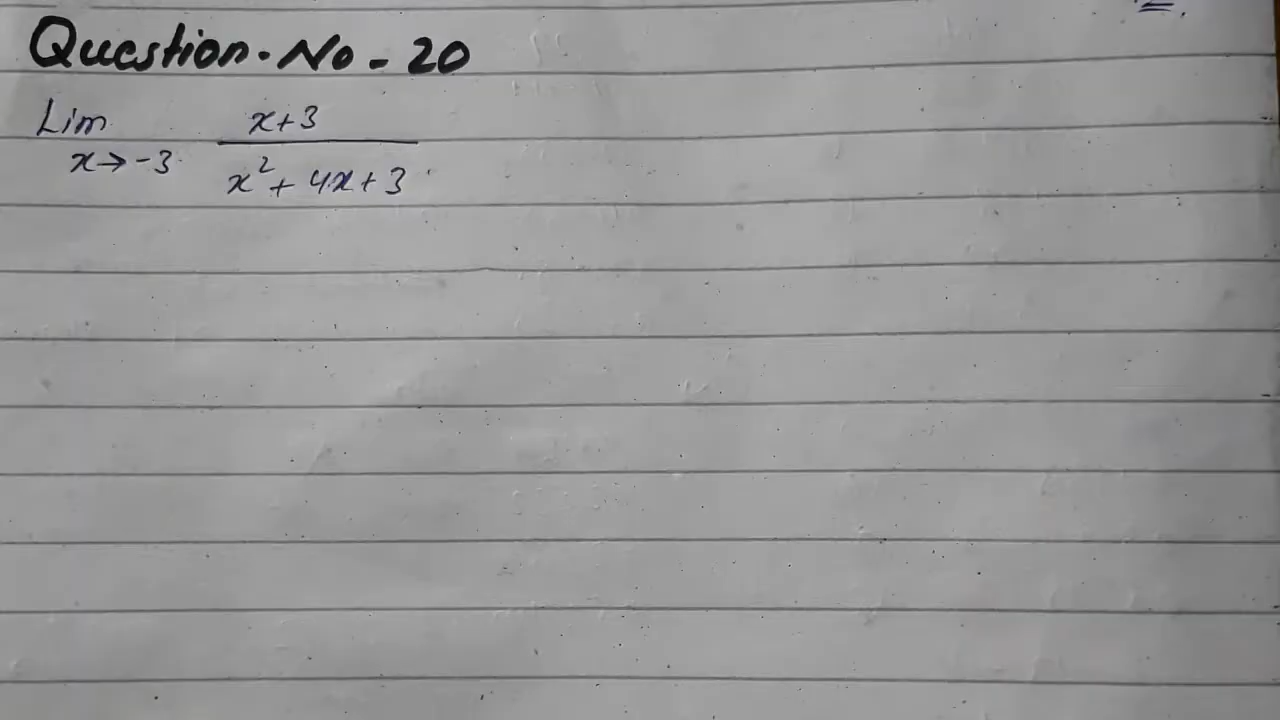 Question. No - 20
Lim x+3
x→-3 x²+4x+3